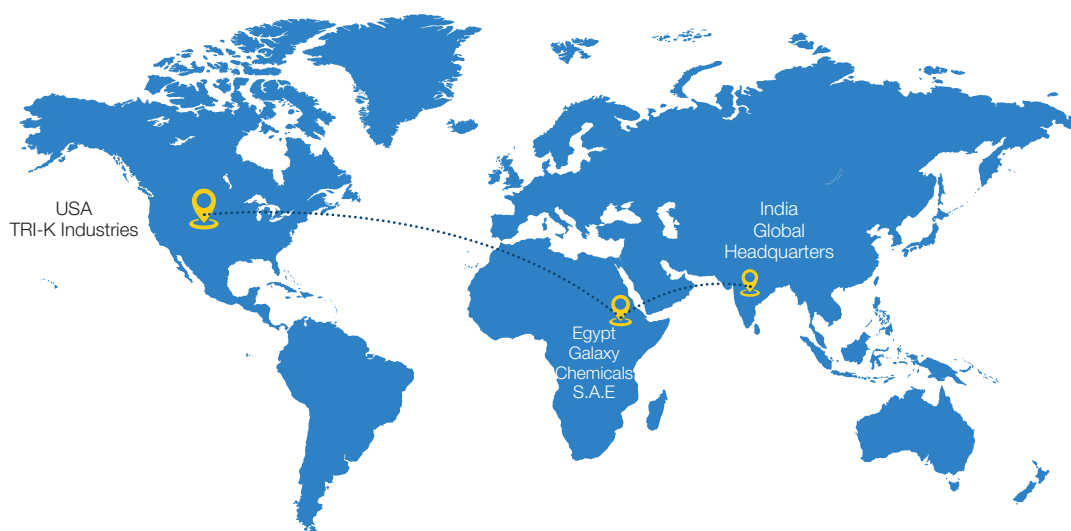 USA
TRI-K Industries
India
Global
Headquarters
Egypt
Galaxy
Chemicals
S.A.E